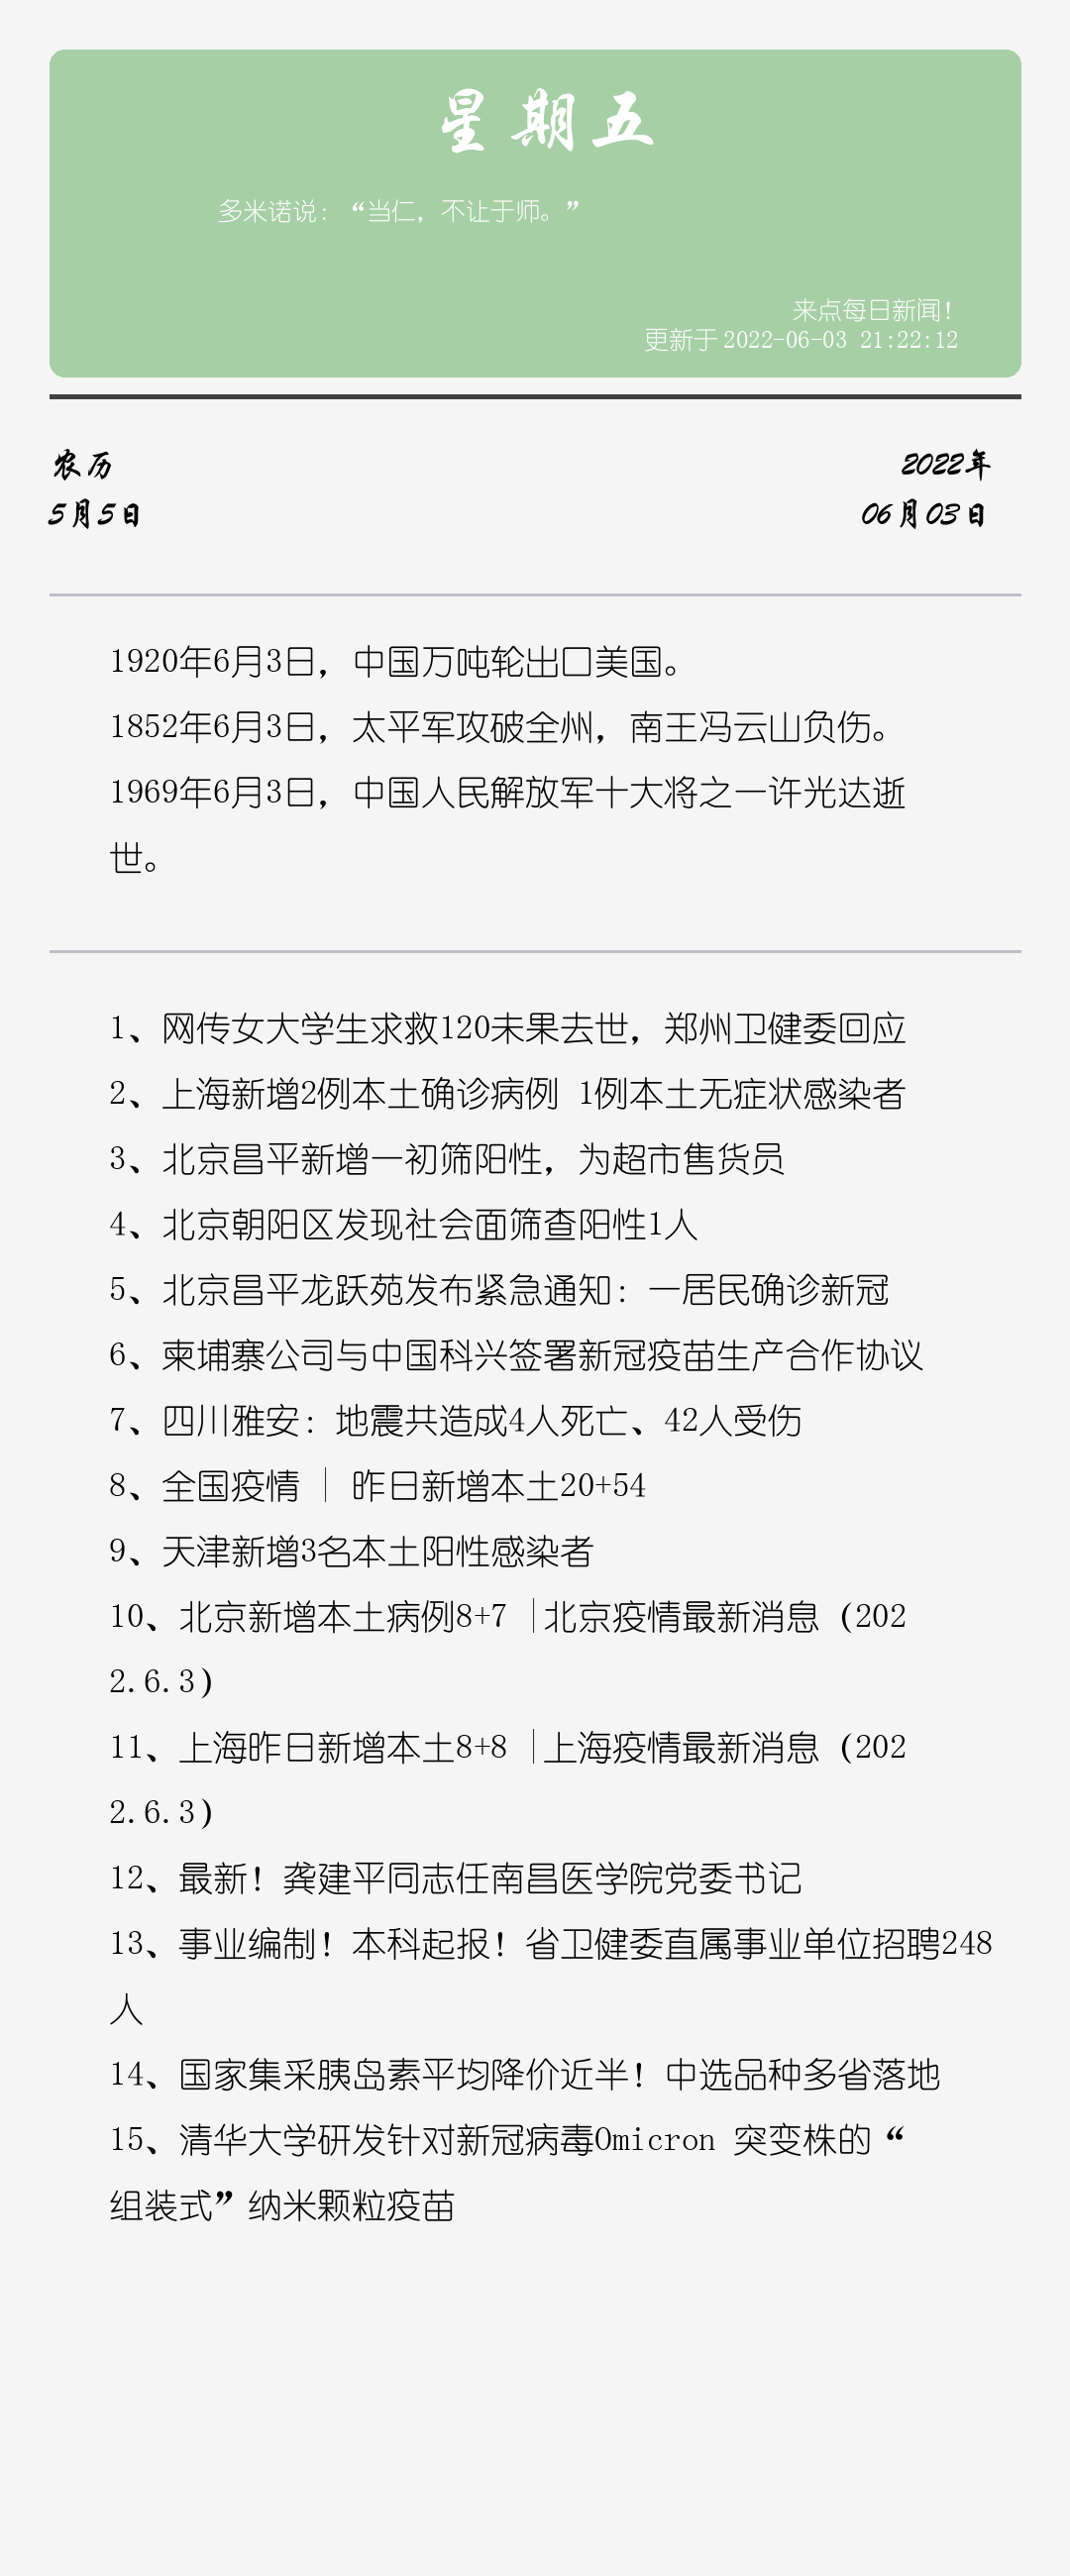 星期五
多米诺说：“当仁，不让于师。”
来点每日新闻！
更新于 2022-06-03 21:22:12
农历
2022年
5月5日
06月03日
1920年6月3日，中国万吨轮出口美国。
1852年6月3日，太平军攻破全州，南王冯云山负伤。
1969年6月3日，中国人民解放军十大将之一许光达逝
世。
1、网传女大学生求救120未果去世，郑州卫健委回应
2、上海新增2例本土确诊病例 1例本土无症状感染者
3、北京昌平新增一初筛阳性，为超市售货员
4、北京朝阳区发现社会面筛查阳性1人
5、北京昌平龙跃苑发布紧急通知：一居民确诊新冠
6、柬埔寨公司与中国科兴签署新冠疫苗生产合作协议
7、四川雅安：地震共造成4人死亡、42人受伤
8、全国疫情 | 昨日新增本土20+54
9、天津新增3名本土阳性感染者
10、北京新增本土病例8+7 |北京疫情最新消息（202
2.6.3）
11、上海昨日新增本土8+8 |上海疫情最新消息（202
2.6.3）
12、最新！龚建平同志任南昌医学院党委书记
13、事业编制！本科起报！省卫健委直属事业单位招聘248
人
14、国家集采胰岛素平均降价近半！中选品种多省落地
15、清华大学研发针对新冠病毒Omicron 突变株的“
组装式”纳米颗粒疫苗